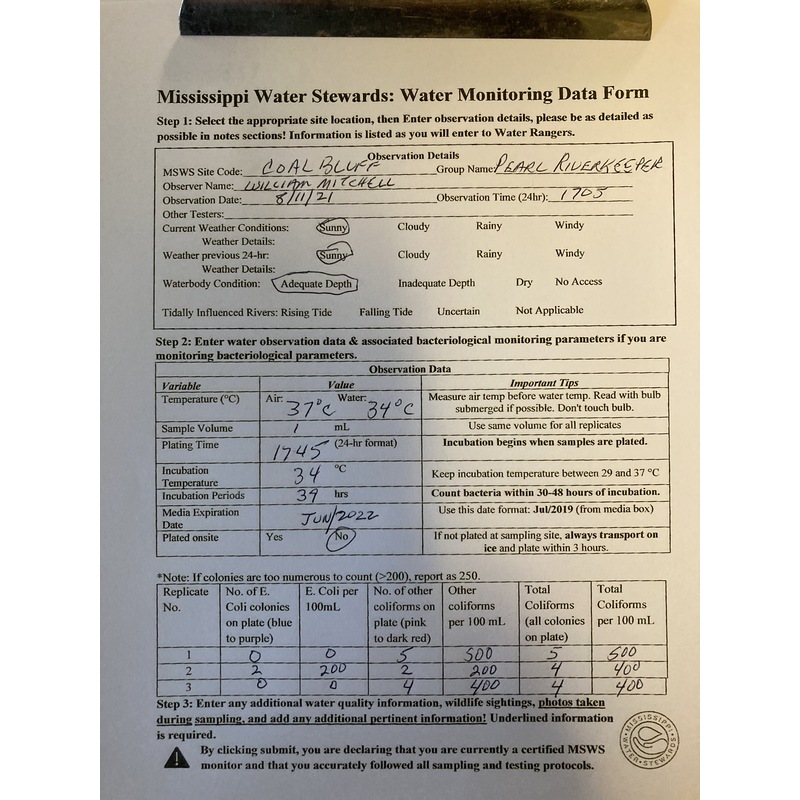 Mississippi Water Stewards: Water Monitoring Data Form
Step 1: Select the appropriate site location, then Enter observation details, please be as detailed as
possible in notes sections! Information is listed as you will enter to Water Rangers.
Observation Details
MSWS Site Code: COAL BLUFF Group Name: PEARL RIVERKEEPER
Observer Name: WILLIAM MITCHELL
Observation Date: 8/11/21 Observation Time (24hr): 1705
Other Testers:
Current Weather Conditions: Sunny Cloudy Rainy Windy
Weather Details:
Weather previous 24-hr: Sunny Cloudy Rainy Windy
Weather Details:
Waterbody Condition: Adequate Depth Inadequate Depth Dry No Access
Tidally Influenced Rivers: Rising Tide Falling Tide Uncertain Not Applicable
Step 2: Enter water observation data & associated bacteriological monitoring parameters if you are
monitoring bacteriological parameters.
Observation Data
Variable Value Important Tips
Temperature (°C) Air: 37°C Water: 34°C Measure air temp before water temp. Read with bulb
submerged if possible. Don't touch bulb.
Sample Volume 1 mL Use same volume for all replicates
Plating Time 1745 (24-hr format) Incubation begins when samples are plated.
Incubation
Temperature 34 °C Keep incubation temperature between 29 and 37 °C
Incubation Periods 39 hrs Count bacteria within 30-48 hours of incubation.
Media Expiration
Date JUN/2022 Use this date format: Jul/2019 (from media box)
Plated onsite Yes No If not plated at sampling site, always transport on
ice and plate within 3 hours.
*Note: If colonies are too numerous to count (>200), report as 250.
Replicate No. of E. E. Coli per No. of other Other Total Total
No. Coli colonies 100mL coliforms on coliforms Coliforms Coliforms
on plate (blue plate (pink per 100 mL (all colonies per 100 mL
to purple) to dark red) on plate)
1 0 0 5 500 5 500
2 2 200 2 200 4 400
3 0 0 4 400 4 400
Step 3: Enter any additional water quality information, wildlife sightings, photos taken
during sampling, and add any additional pertinent information! Underlined information
is required.
By clicking submit, you are declaring that you are currently a certified MSWS
monitor and that you accurately followed all sampling and testing protocols.
MISSISSIPPI
WATER STEWARDS